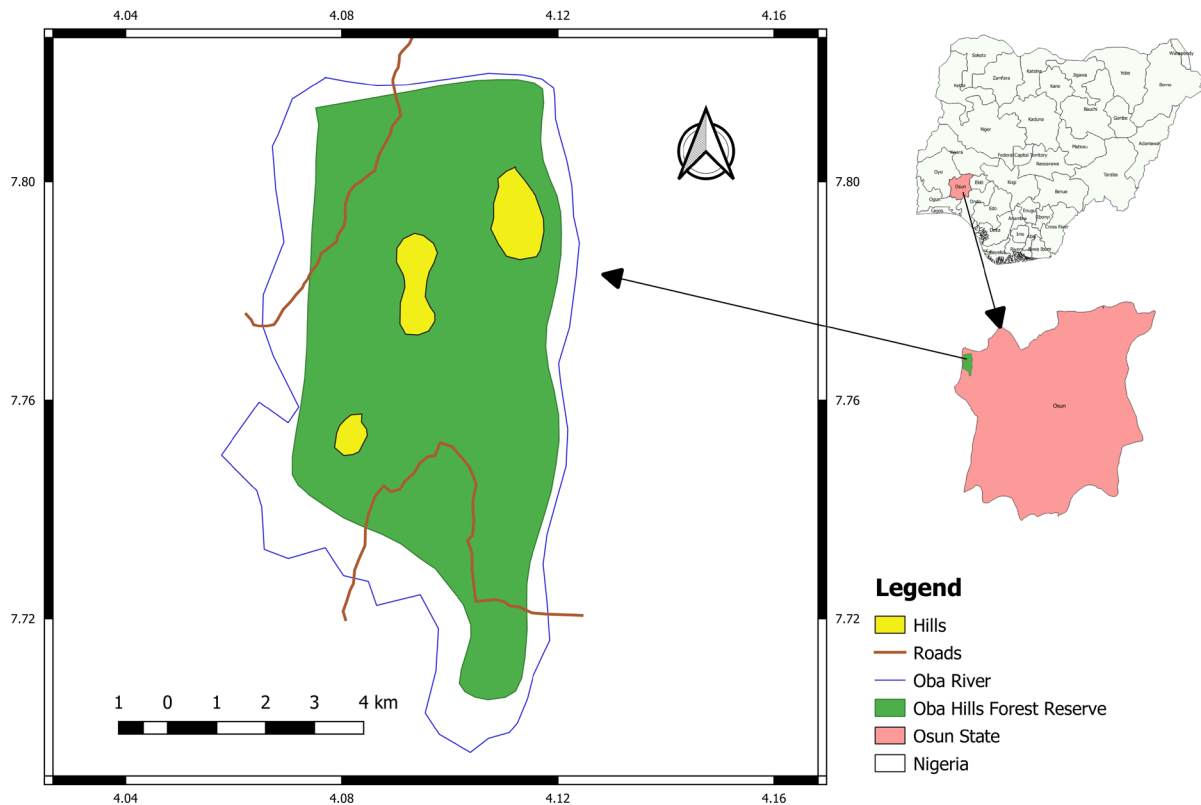 4.04 4.08 4.12 4.16
7.80 7.80
7.76 7.76
7.72 7.72
1 0 1 2 3 4 km
4.04 4.08 4.12 4.16
Sokoto
Katsina
Jigawa
Yobe
Zamfara
Kano
Borno
Kebbi
Bauchi
Gombe
Kaduna
Niger
Adamawa
Plateau
Kwara
Federal Capital Territory
Nassarawa
Taraba
Oyo
Osun
Ekiti
Kogi
Benue
Ogun
Ondo
Edo
Enugu
Ebonyi
Anambra
Cross River
Lagos
Delta
Imo
Abia
Bayelsa
Rivers
Akwa Ibom
Osun
Legend
Hills
Roads
Oba River
Oba Hills Forest Reserve
Osun State
Nigeria